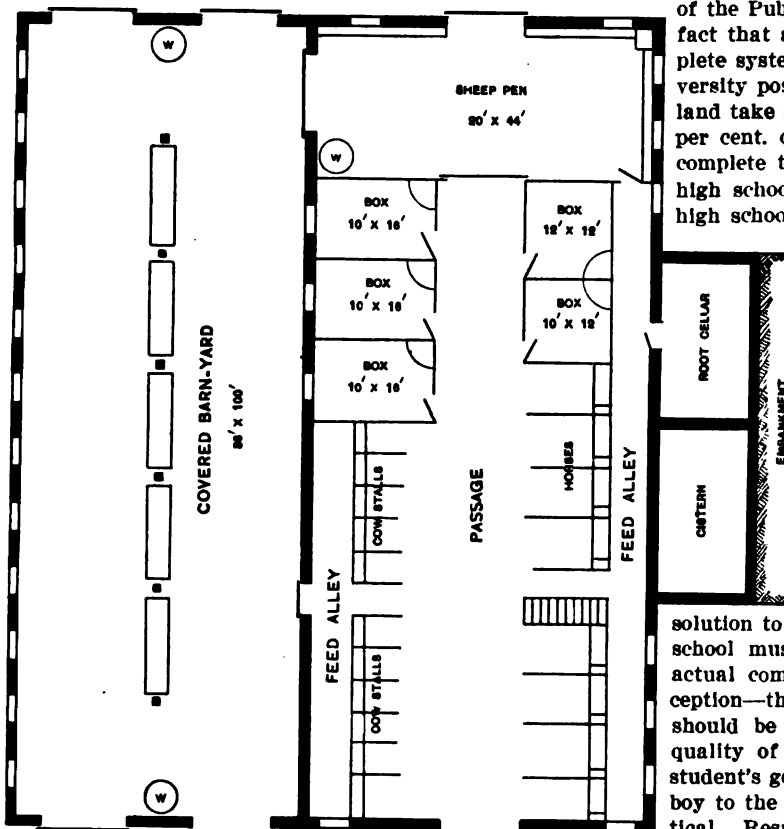 of the Pub
fact that a
plete syste
versity pos
land take
per cent. o
complete t
high schoo
high schoo
W
SHEEP PEN
20' X 44'
W
BOX
10' X 16'
BOX
12' X 12'
BOX
10' X 16'
BOX
10' X 12'
BOX
10' X 16'
COVERED BARN-YARD
36' X 100'
ROOT CELLAR
EMBANKMENT
CISTERN
COW STALLS
PASSAGE
HORSES
FEED ALLEY
FEED ALLEY
COW STALLS
W
solution to
school mus
actual com
ception—th
should be
quality of
student's go
boy to the